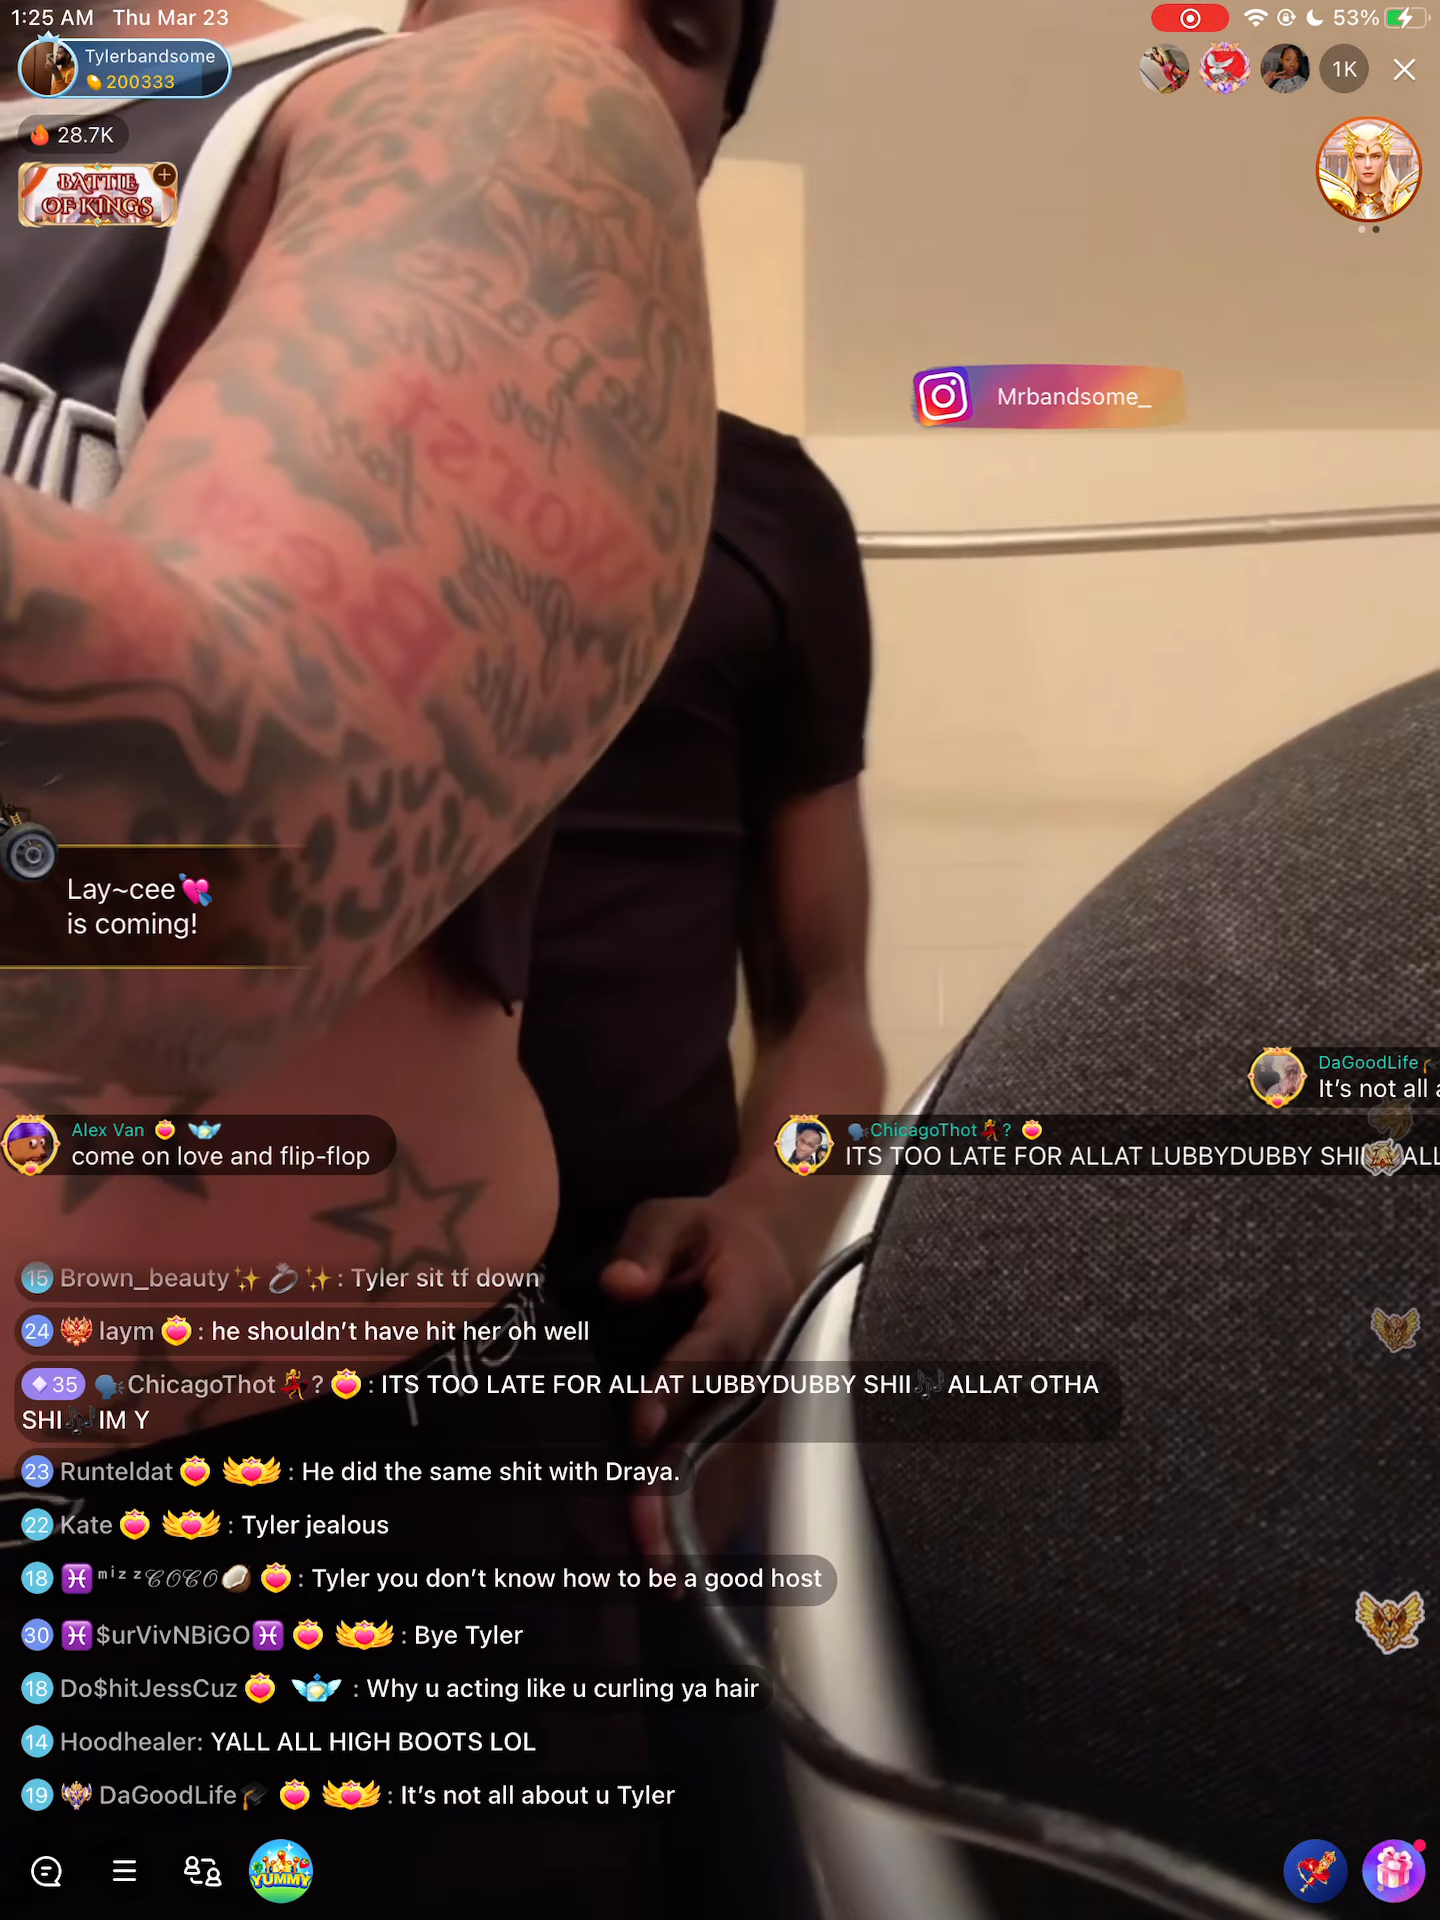 1:25 AM Thu Mar 23
53%
Tylerbandsome
200333
1K
28.7K
BATTLE
OF KINGS
Mrbandsome_
Lay~cee💘
is coming!
DaGoodLife
It's not all a
Alex Van
come on love and flip-flop
🗣ChicagoThot💃?
ITS TOO LATE FOR ALLAT LUBBYDUBBY SHII ALL
15 Brown_beauty✨💍✨: Tyler sit tf down
24 laym : he shouldn't have hit her oh well
35 🗣ChicagoThot💃? : ITS TOO LATE FOR ALLAT LUBBYDUBBY SHII🎶ALLAT OTHA
SHI🎶IM Y
23 Runteldat : He did the same shit with Draya.
22 Kate : Tyler jealous
18 ♓ᵐⁱᶻ ᶻ𝒞𝒪𝒞𝒪🥥 : Tyler you don't know how to be a good host
30 ♓$urVivNBiGO♓ : Bye Tyler
18 Do$hitJessCuz : Why u acting like u curling ya hair
14 Hoodhealer: YALL ALL HIGH BOOTS LOL
19 DaGoodLife🎓 : It's not all about u Tyler
YUMMY